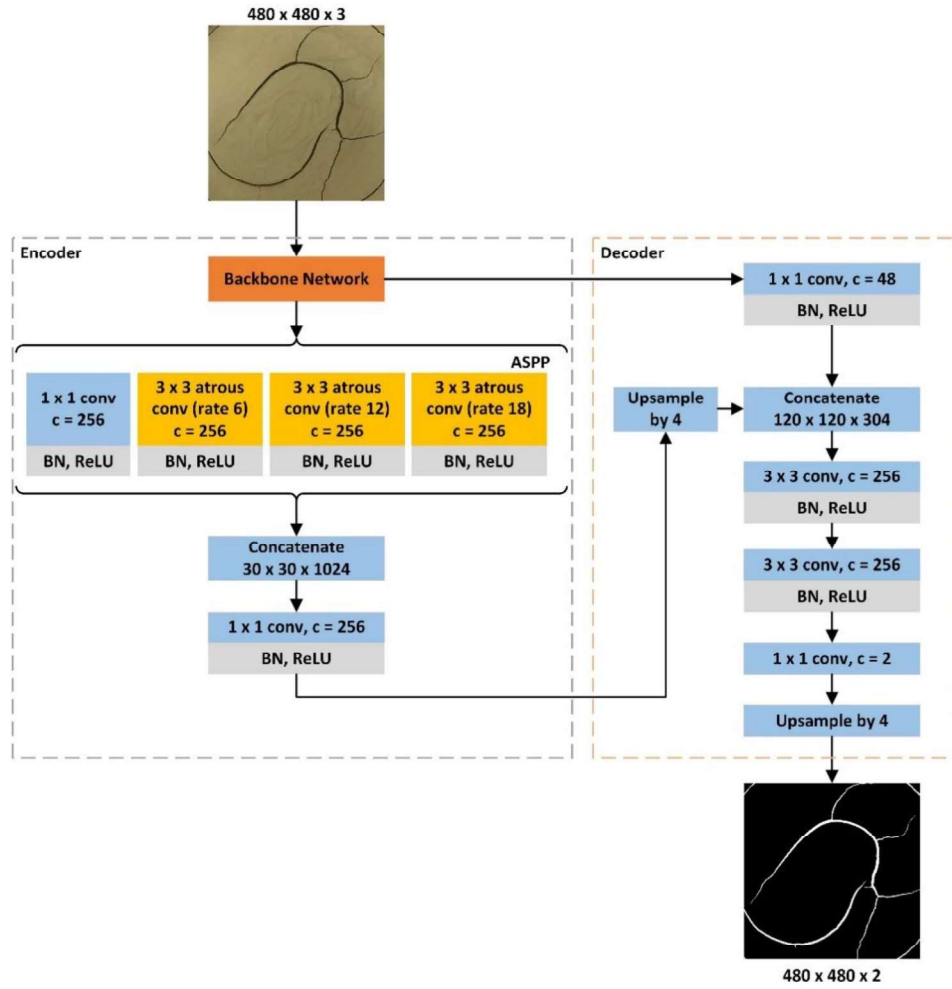 480 x 480 x 3
Encoder
Backbone Network
ASPP
1 x 1 conv
c = 256
BN, ReLU
3 x 3 atrous
conv (rate 6)
c = 256
BN, ReLU
3 x 3 atrous
conv (rate 12)
c = 256
BN, ReLU
3 x 3 atrous
conv (rate 18)
c = 256
BN, ReLU
Concatenate
30 x 30 x 1024
1 x 1 conv, c = 256
BN, ReLU
Decoder
1 x 1 conv, c = 48
BN, ReLU
Upsample
by 4
Concatenate
120 x 120 x 304
3 x 3 conv, c = 256
BN, ReLU
3 x 3 conv, c = 256
BN, ReLU
1 x 1 conv, c = 2
Upsample by 4
480 x 480 x 2